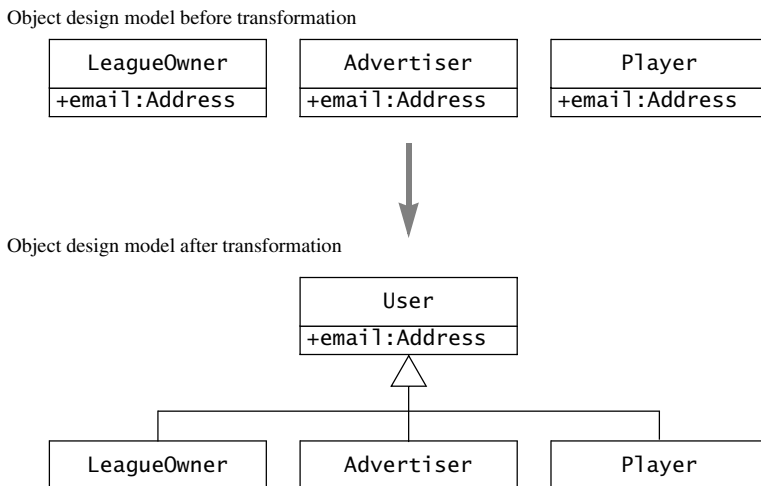 Object design model before transformation
LeagueOwner Advertiser Player
+email:Address +email:Address +email:Address
Object design model after transformation
User
+email:Address
LeagueOwner Advertiser Player